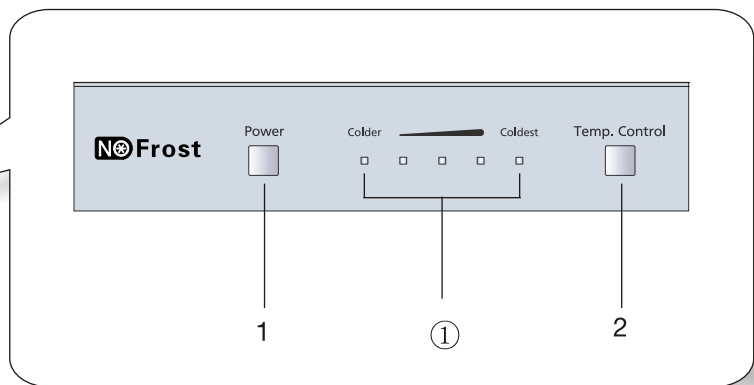 NO Frost
Power
Colder
Coldest
Temp. Control
1
①
2